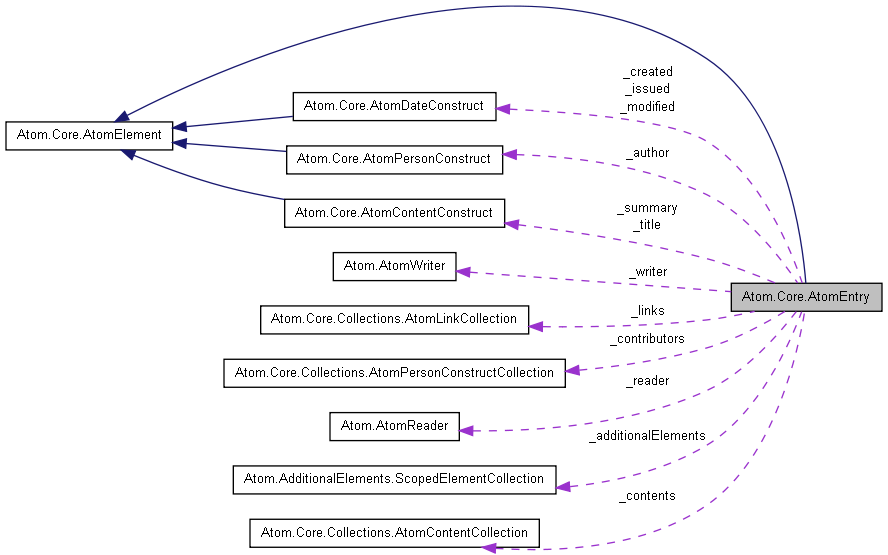 _created
_issued
Atom.Core.AtomDateConstruct
_modified
Atom.Core.AtomElement
Atom.Core.AtomPersonConstruct
_author
Atom.Core.AtomContentConstruct
_summary
_title
Atom.AtomWriter
_writer
Atom.Core.AtomEntry
Atom.Core.Collections.AtomLinkCollection
_links
_contributors
Atom.Core.Collections.AtomPersonConstructCollection
_reader
Atom.AtomReader
_additionalElements
Atom.AdditionalElements.ScopedElementCollection
_contents
Atom.Core.Collections.AtomContentCollection